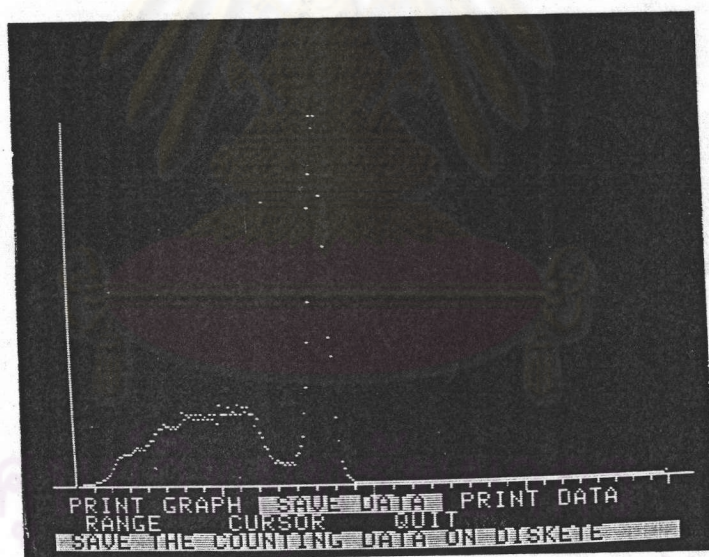 PRINT GRAPH SAVE DATA PRINT DATA
RANGE CURSOR QUIT
SAVE THE COUNTING DATA ON DISKETE